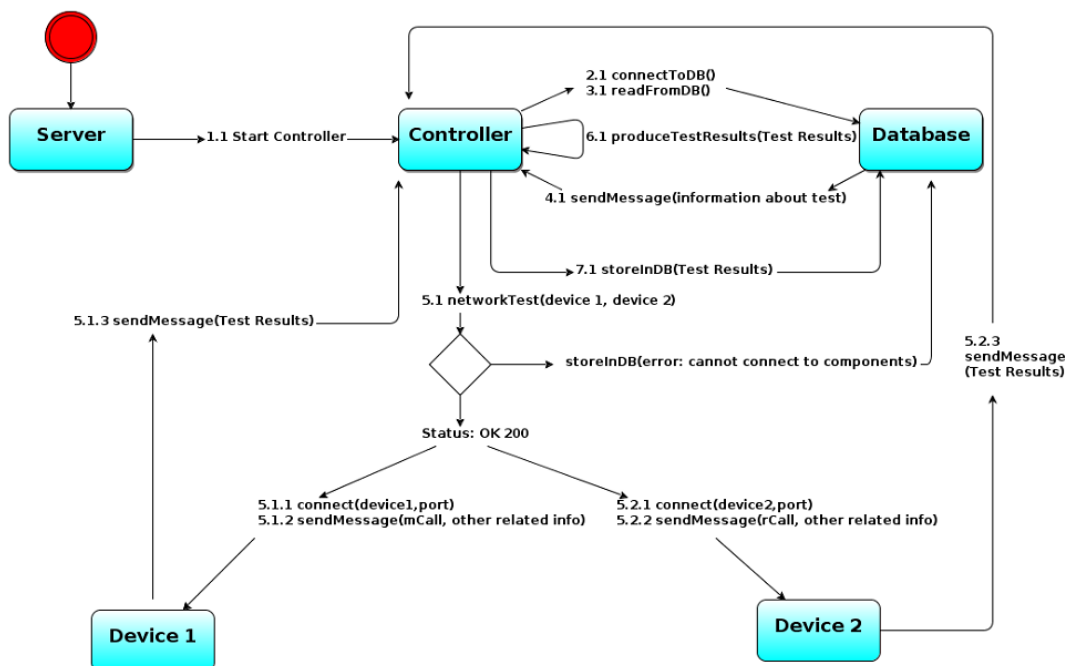 2.1 connectToDB()
3.1 readFromDB()
Server
1.1 Start Controller
Controller
6.1 produceTestResults(Test Results)
Database
4.1 sendMessage(information about test)
7.1 storeInDB(Test Results)
5.1 networkTest(device 1, device 2)
5.1.3 sendMessage(Test Results)
5.2.3
sendMessage
(Test Results)
storeInDB(error: cannot connect to components)
Status: OK 200
5.1.1 connect(device1,port)
5.1.2 sendMessage(mCall, other related info)
5.2.1 connect(device2,port)
5.2.2 sendMessage(rCall, other related info)
Device 1
Device 2